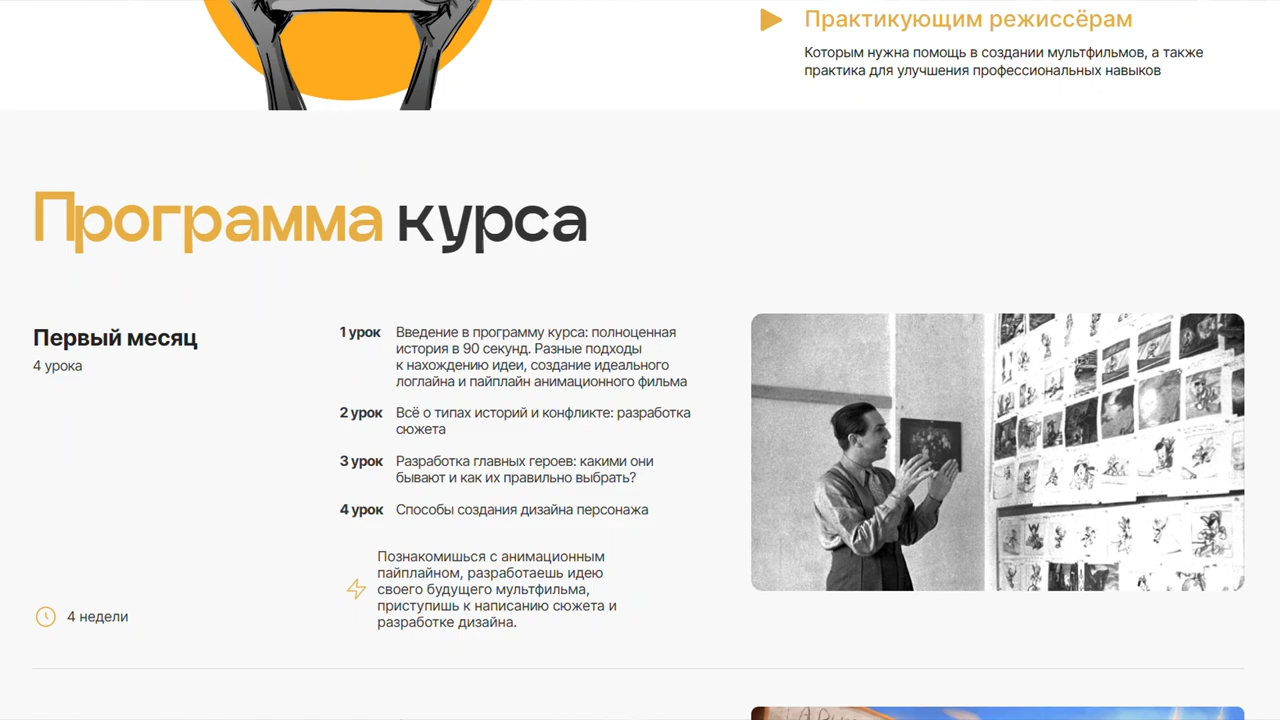 Практикующим режиссёрам
Которым нужна помощь в создании мультфильмов, а также
практика для улучшения профессиональных навыков
Программа курса
Первый месяц
4 урока
1 урок Введение в программу курса: полноценная
история в 90 секунд. Разные подходы
к нахождению идеи, создание идеального
логлайна и пайплайн анимационного фильма
2 урок Всё о типах историй и конфликте: разработка
сюжета
3 урок Разработка главных героев: какими они
бывают и как их правильно выбрать?
4 урок Способы создания дизайна персонажа
Познакомишься с анимационным
пайплайном, разработаешь идею
своего будущего мультфильма,
приступишь к написанию сюжета и
разработке дизайна.
4 недели